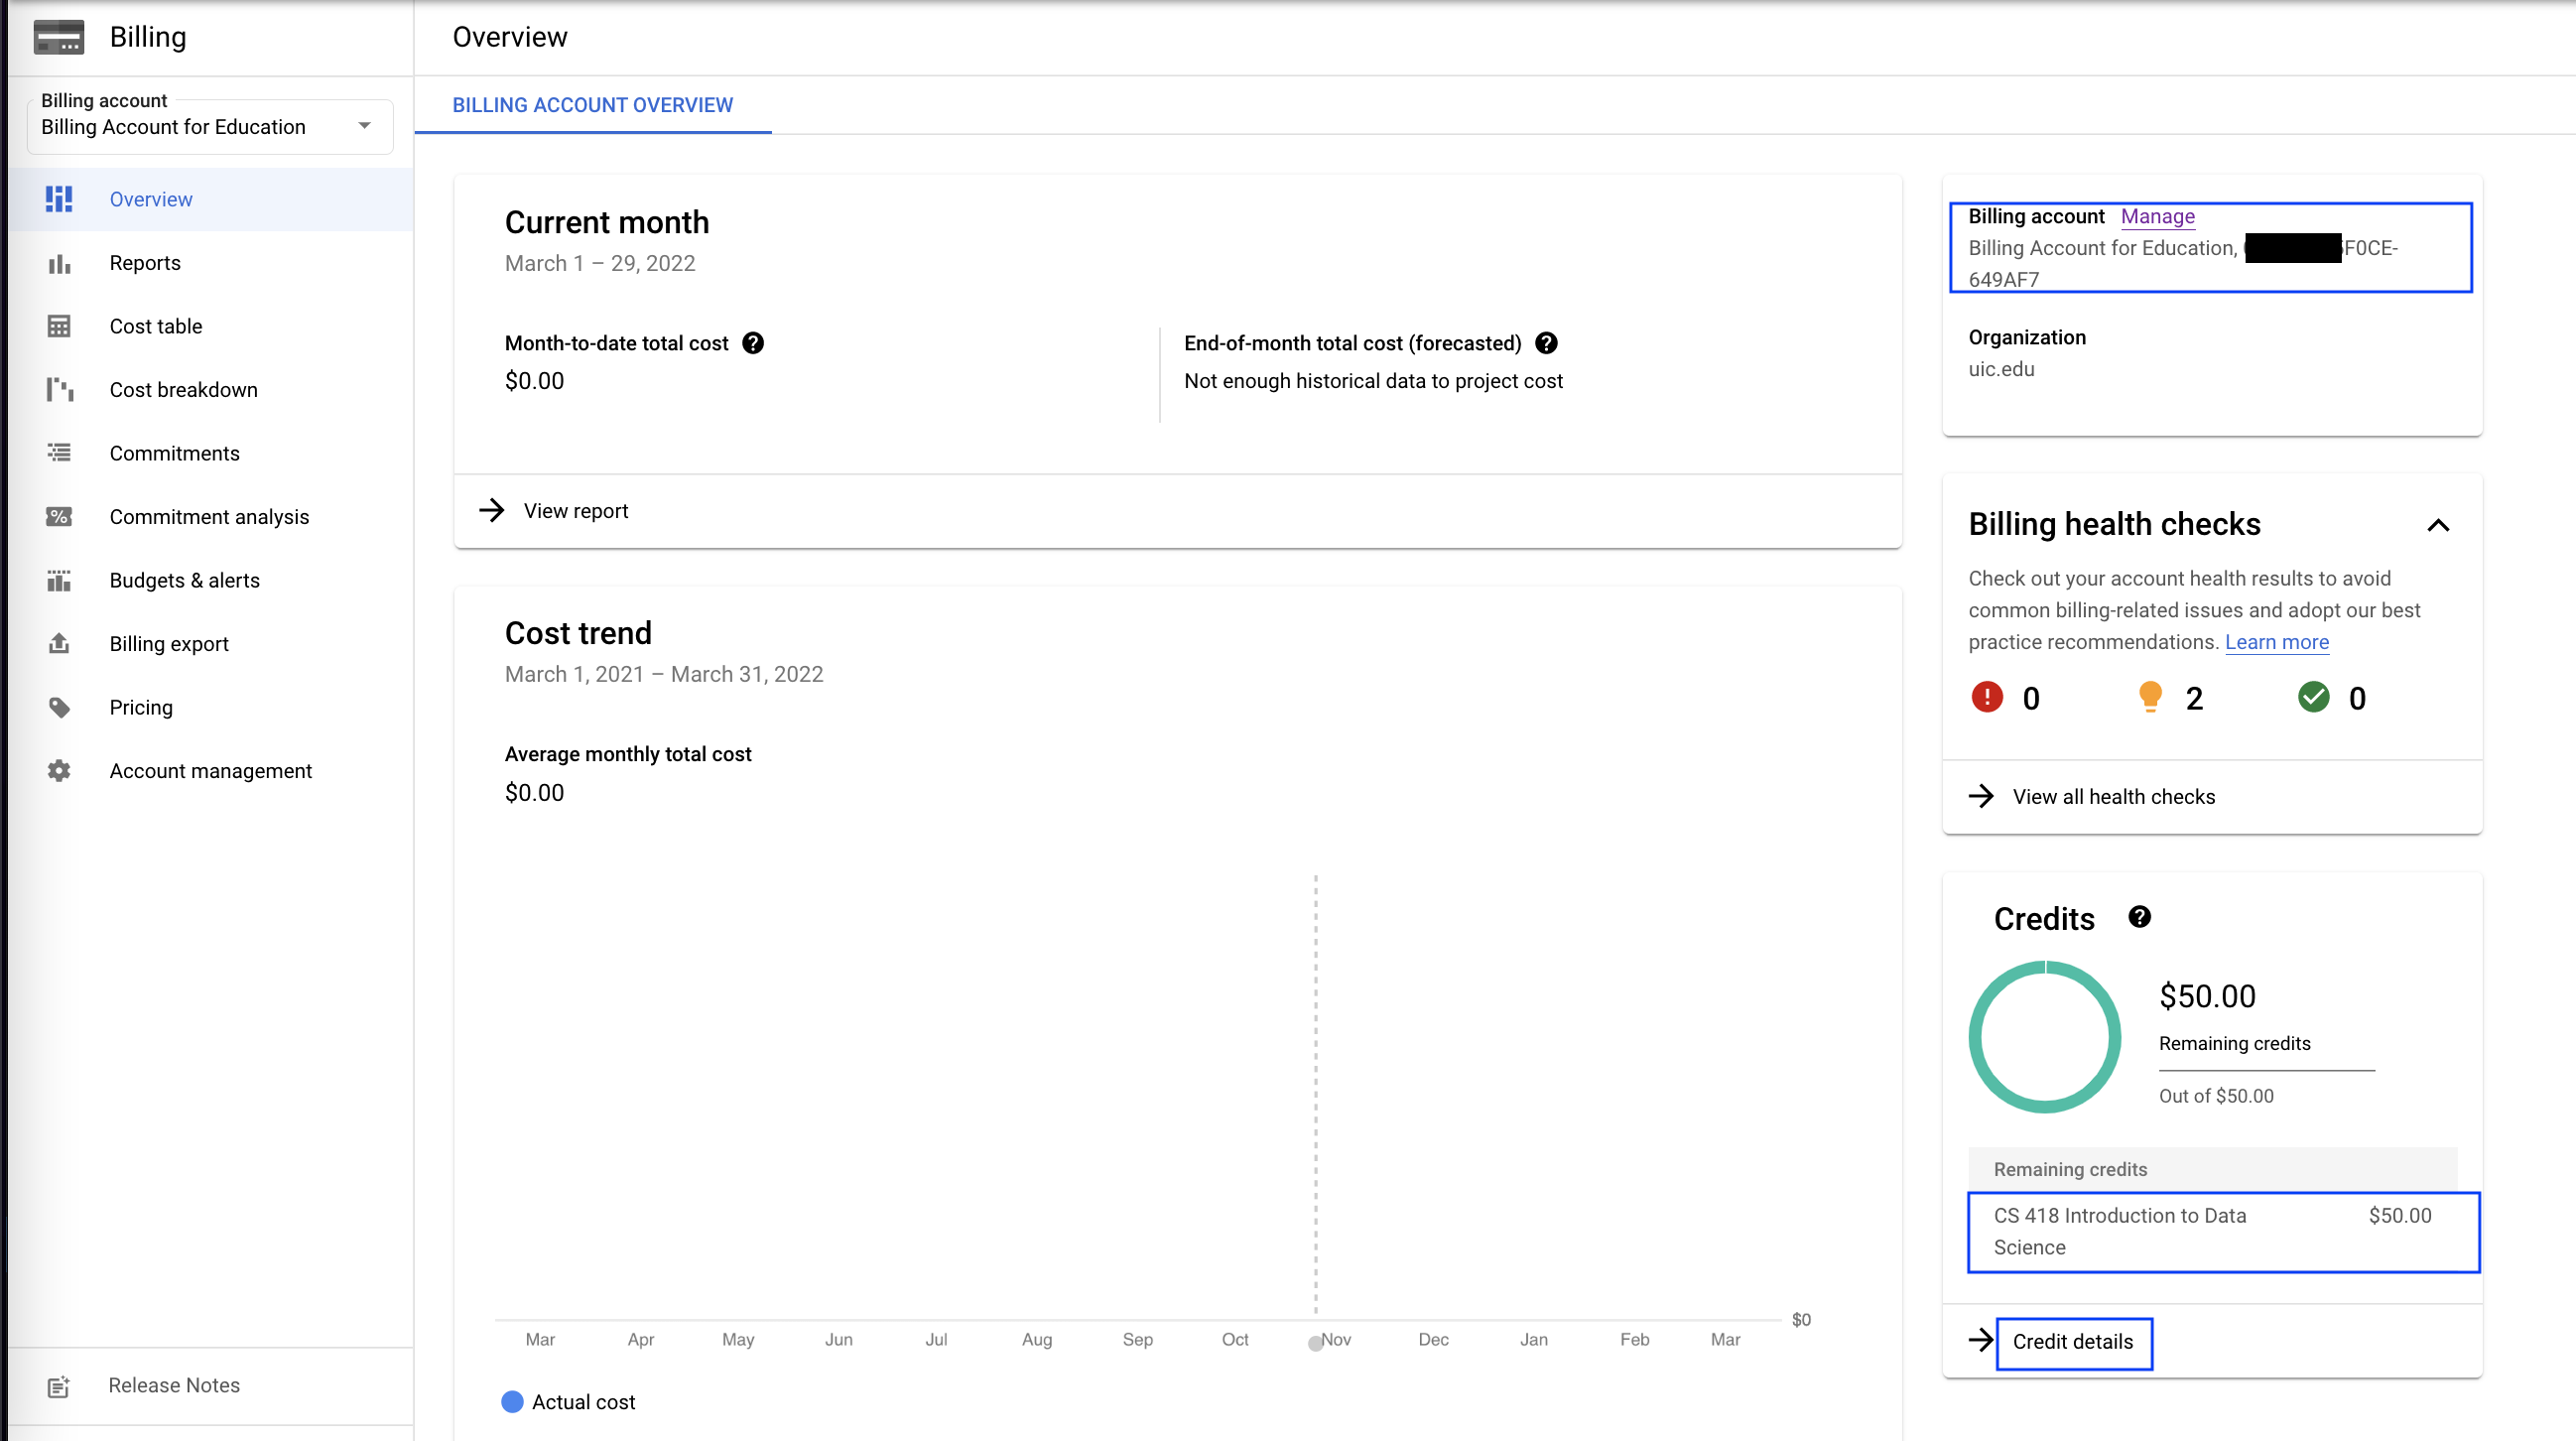 Billing
Billing account
Billing Account for Education
Overview
Reports
Cost table
Cost breakdown
Commitments
Commitment analysis
Budgets & alerts
Billing export
Pricing
Account management
Release Notes
Overview
BILLING ACCOUNT OVERVIEW
Current month
March 1 – 29, 2022
Month-to-date total cost
$0.00
End-of-month total cost (forecasted)
Not enough historical data to project cost
View report
Cost trend
March 1, 2021 – March 31, 2022
Average monthly total cost
$0.00
$0
Mar Apr May Jun Jul Aug Sep Oct Nov Dec Jan Feb Mar
Actual cost
Billing account Manage
Billing Account for Education, F0CE-
649AF7
Organization
uic.edu
Billing health checks
Check out your account health results to avoid
common billing-related issues and adopt our best
practice recommendations. Learn more
0 2 0
View all health checks
Credits
$50.00
Remaining credits
Out of $50.00
Remaining credits
CS 418 Introduction to Data $50.00
Science
Credit details